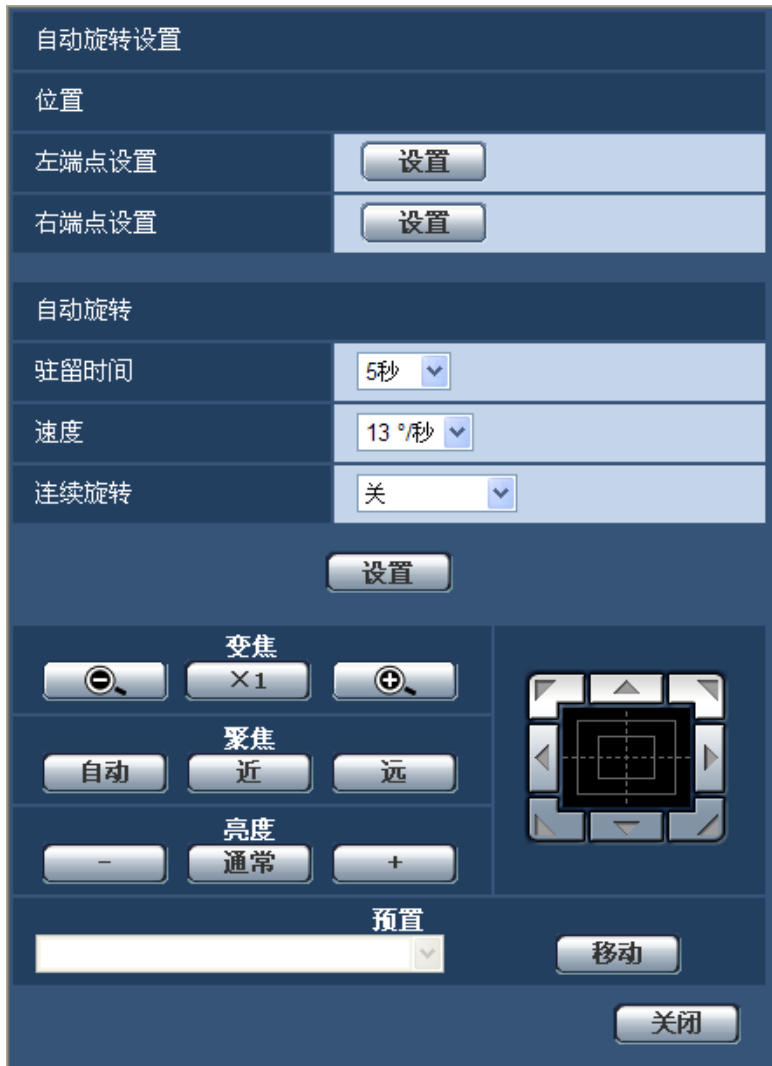 自动旋转设置
位置
左端点设置 设置
右端点设置 设置
自动旋转
驻留时间 5秒
速度 13 °/秒
连续旋转 关
设置
变焦
×1
聚焦
自动 近 远
亮度
- 通常 +
预置
移动
关闭